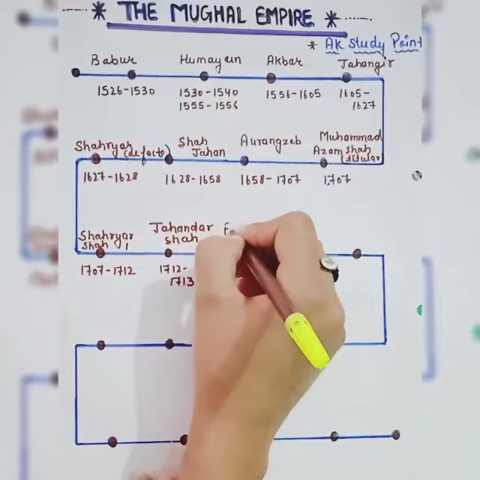 * THE MUGHAL EMPIRE *
* AK Study Point
Babur Humayun Akbar Jahangir
1526-1530 1530-1540 1556-1605 1605-
1555-1556 1627
Shahryar (defacto) Shah Jahan Aurangzeb Muhammad Azam Shah titular
1627-1628 1628-1658 1658-1707 1707
Shahryar Shah 1 Jahandar Shah F
1707-1712 1712-
1713